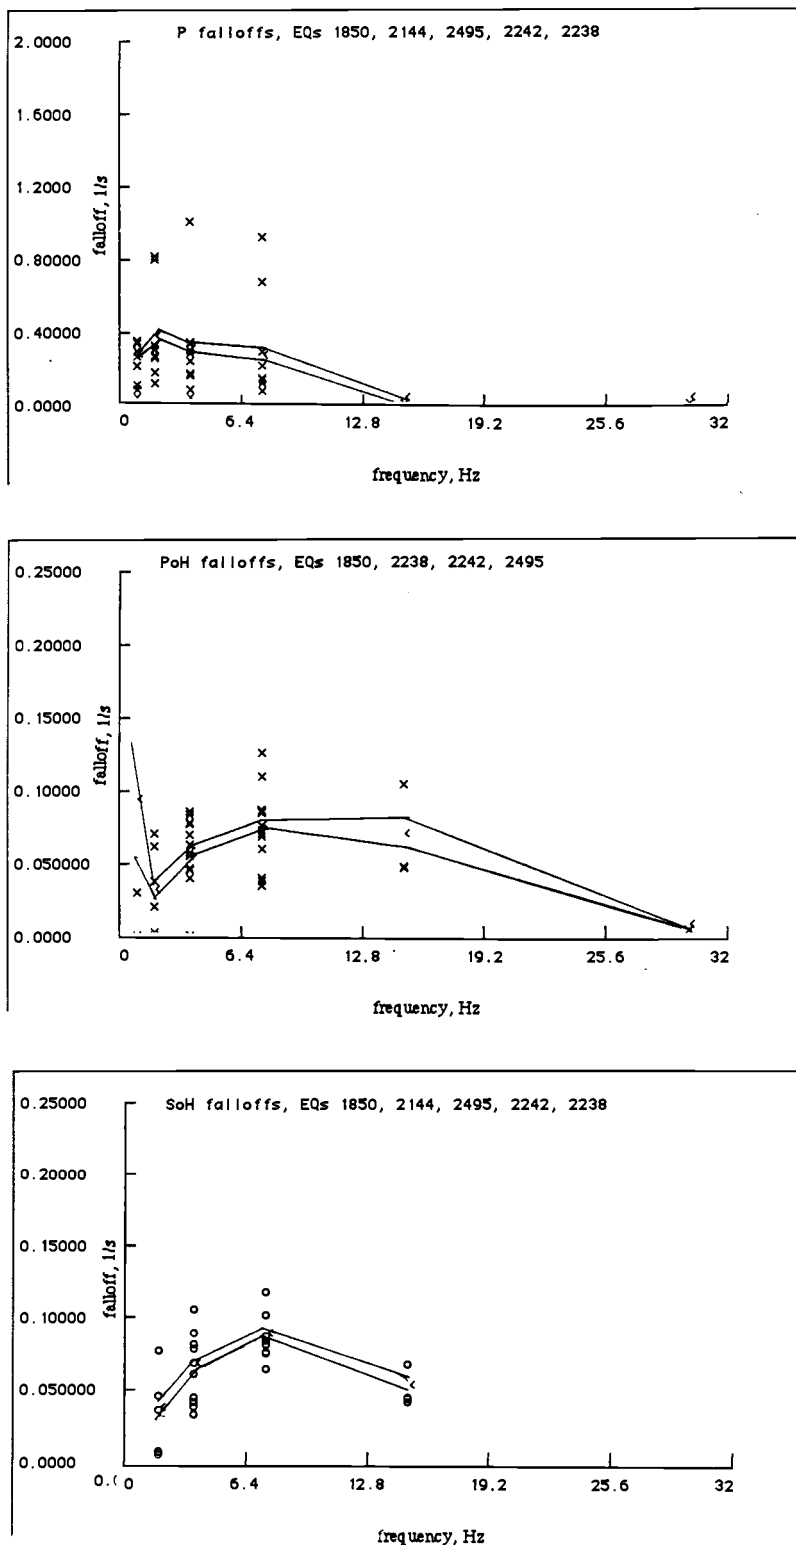 P falloffs, EQs 1850, 2144, 2495, 2242, 2238
2.0000
1.6000
1.2000
0.80000
0.40000
0.0000
falloff, 1/s
0 6.4 12.8 19.2 25.6 32
frequency, Hz
PoH falloffs, EQs 1850, 2238, 2242, 2495
0.25000
0.20000
0.15000
0.10000
0.050000
0.0000
falloff, 1/s
0 6.4 12.8 19.2 25.6 32
frequency, Hz
SoH falloffs, EQs 1850, 2144, 2495, 2242, 2238
0.25000
0.20000
0.15000
0.10000
0.050000
0.0000
falloff, 1/s
0.( 0 6.4 12.8 19.2 25.6 32
frequency, Hz